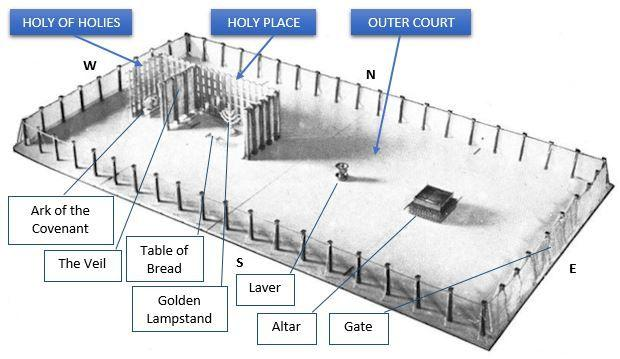 HOLY OF HOLIES
HOLY PLACE
OUTER COURT
W
N
Ark of the
Covenant
The Veil
Table of
Bread
Golden
Lampstand
S
Laver
Altar
Gate
E